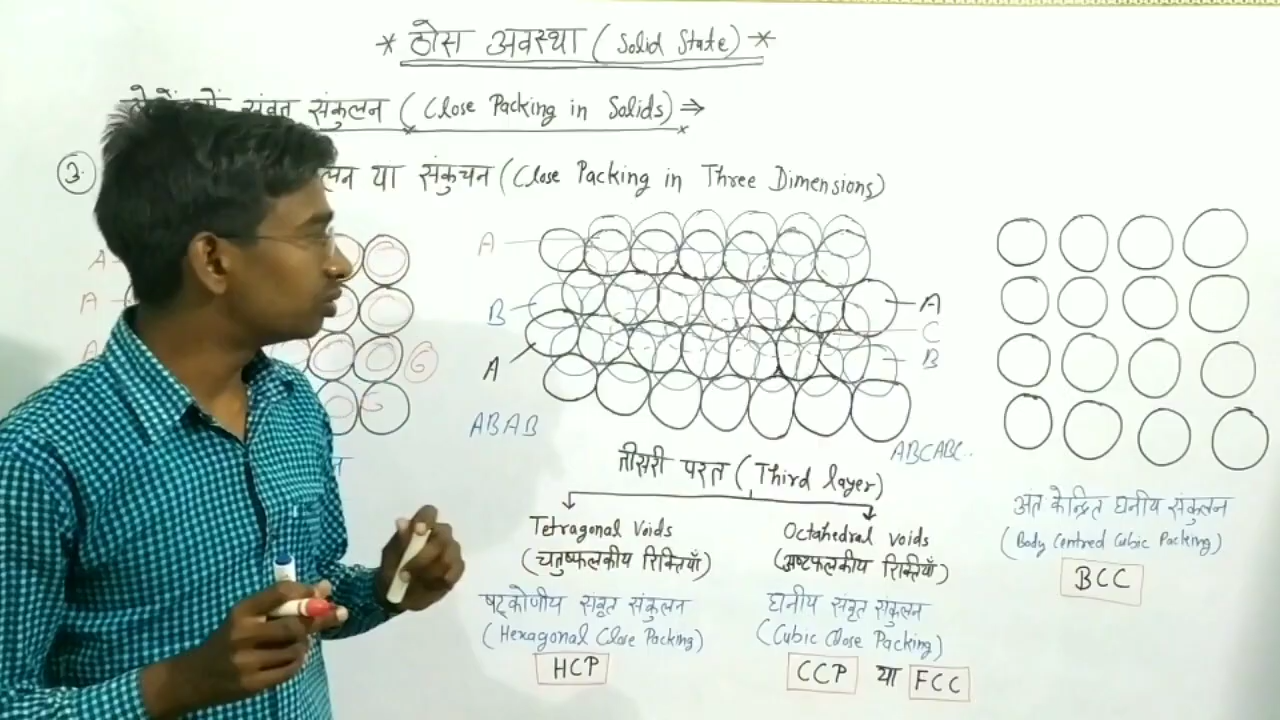 * ठोस अवस्था ( Solid State) *
संवृत संकुलन ( Close Packing in Solids) ⇒
3. लन या संकुचन ( Close Packing in Three Dimensions)
A
A
A
G
G
A
B
A
A
C
B
ABAB
ABCABC..
तीसरी परत ( Third layer)
Tetragonal Voids
(चतुष्फलकीय रिक्तियाँ)
षट्कोणीय संवृत संकुलन
(Hexagonal Close Packing)
HCP
Octahedral voids
(अष्टफलकीय रिक्तियाँ)
घनीय संवृत संकुलन
(Cubic Close Packing)
CCP या FCC
अंत केन्द्रित घनीय संकुलन
(Body Centred Cubic Packing)
BCC